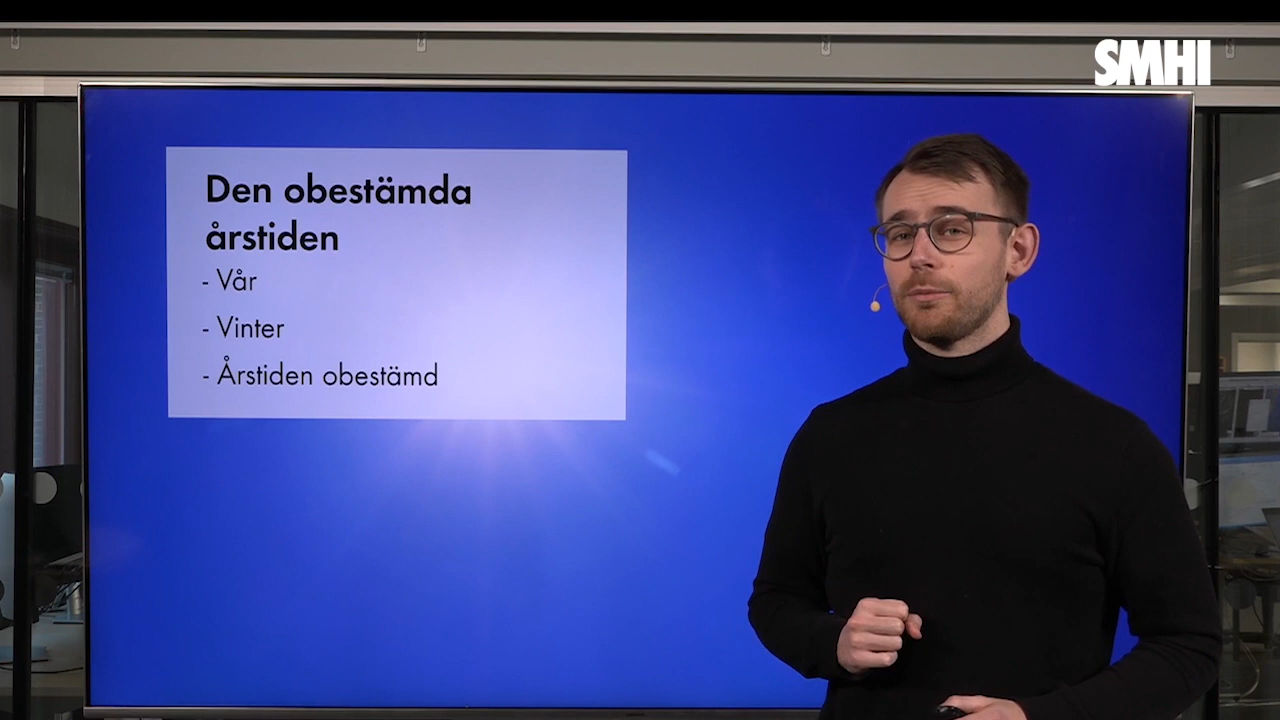 SMHI
Den obestämda
årstiden
- Vår
- Vinter
- Årstiden obestämd